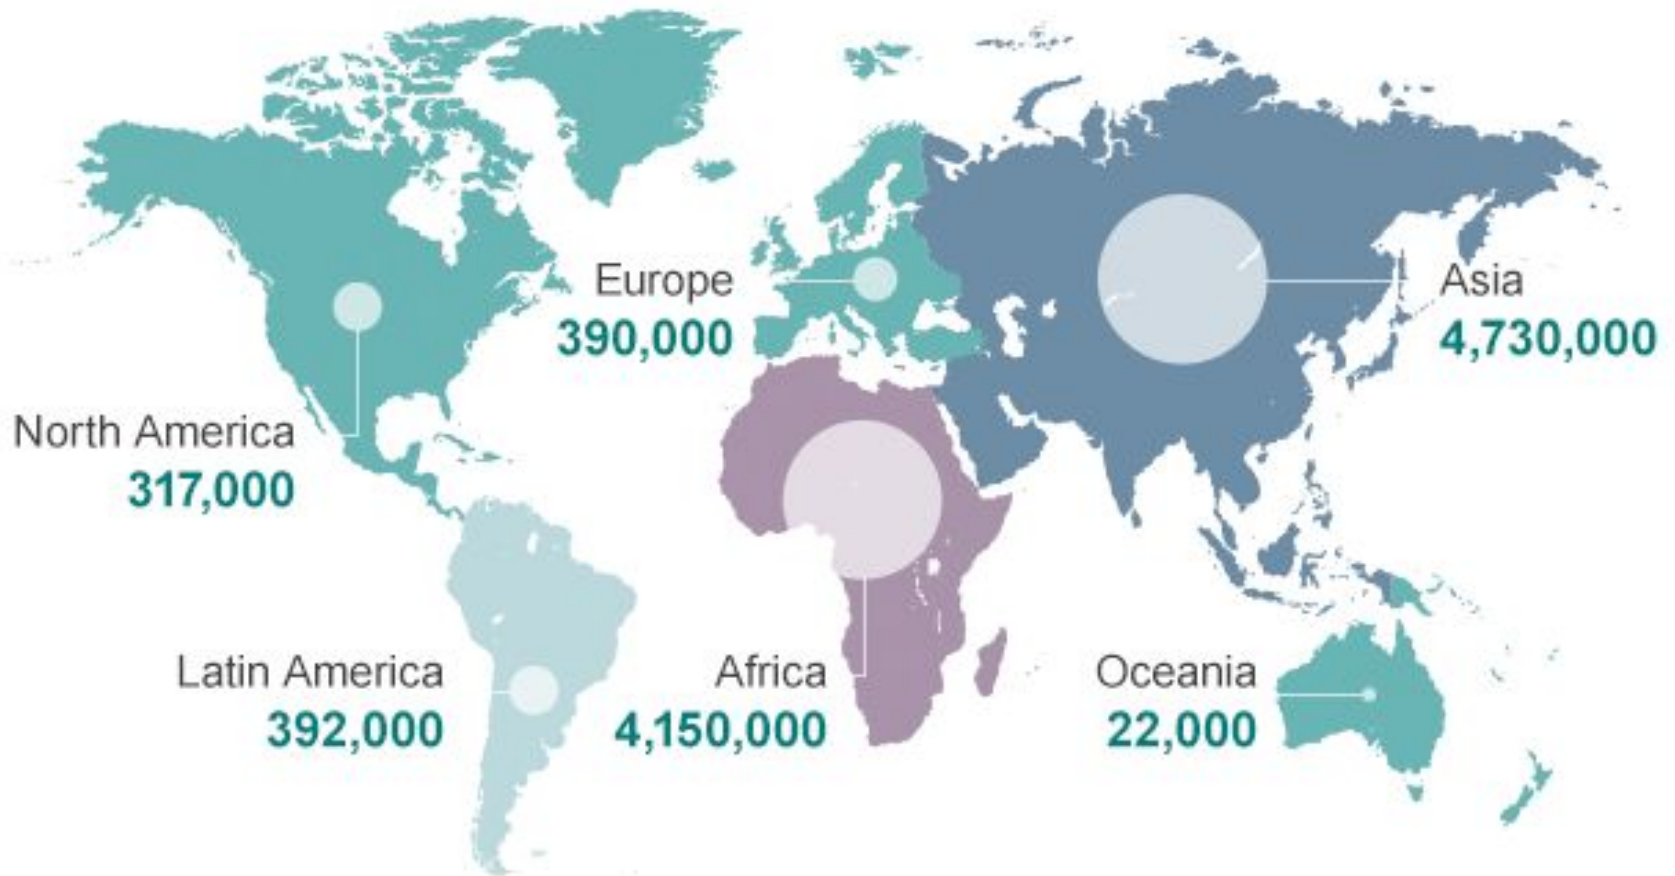 Europe
390,000
Asia
4,730,000
North America
317,000
Latin America
392,000
Africa
4,150,000
Oceania
22,000